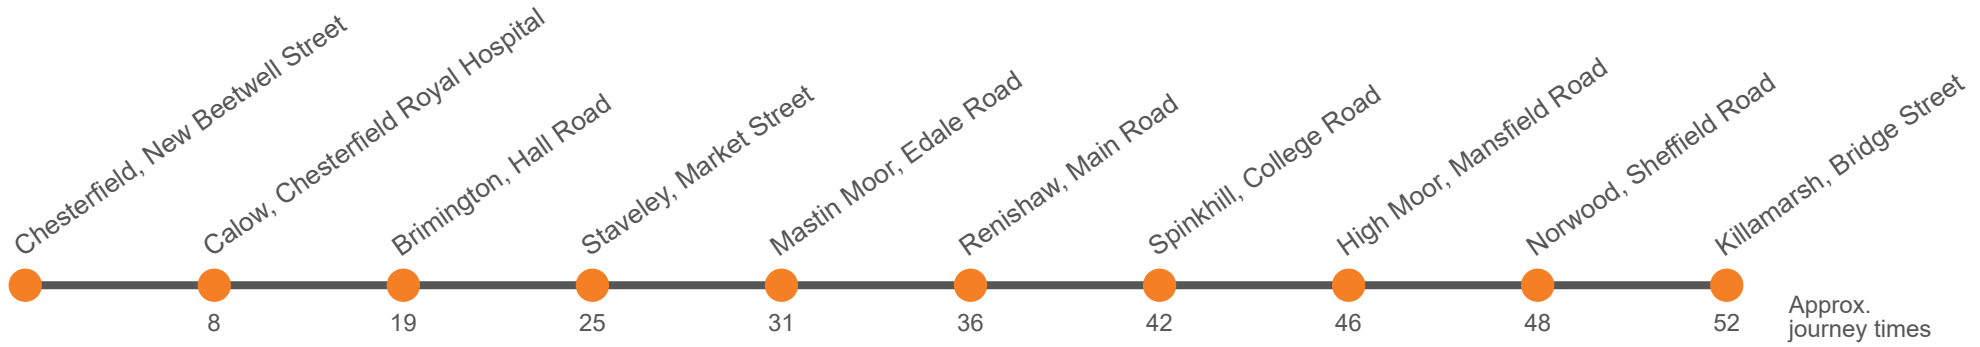 Chesterfield, New Beetwell Street
Calow, Chesterfield Royal Hospital
Brimington, Hall Road
Staveley, Market Street
Mastin Moor, Edale Road
Renishaw, Main Road
Spinkhill, College Road
High Moor, Mansfield Road
Norwood, Sheffield Road
Killamarsh, Bridge Street
8 19 25 31 36 42 46 48 52
Approx.
journey times